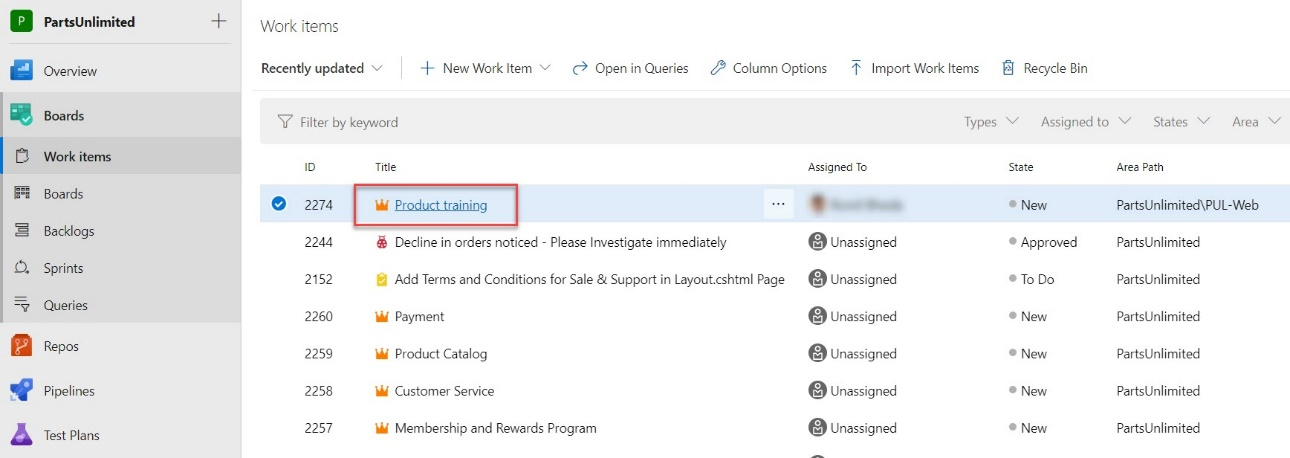 P PartsUnlimited +
Overview
Boards
Work items
Boards
Backlogs
Sprints
Queries
Repos
Pipelines
Test Plans
Work items
Recently updated New Work Item Open in Queries Column Options Import Work Items Recycle Bin
Filter by keyword Types Assigned to States Area
ID Title Assigned To State Area Path
2274 Product training ... New PartsUnlimited\PUL-Web
2244 Decline in orders noticed - Please Investigate immediately Unassigned Approved PartsUnlimited
2152 Add Terms and Conditions for Sale & Support in Layout.cshtml Page Unassigned To Do PartsUnlimited
2260 Payment Unassigned New PartsUnlimited
2259 Product Catalog Unassigned New PartsUnlimited
2258 Customer Service Unassigned New PartsUnlimited
2257 Membership and Rewards Program Unassigned New PartsUnlimited